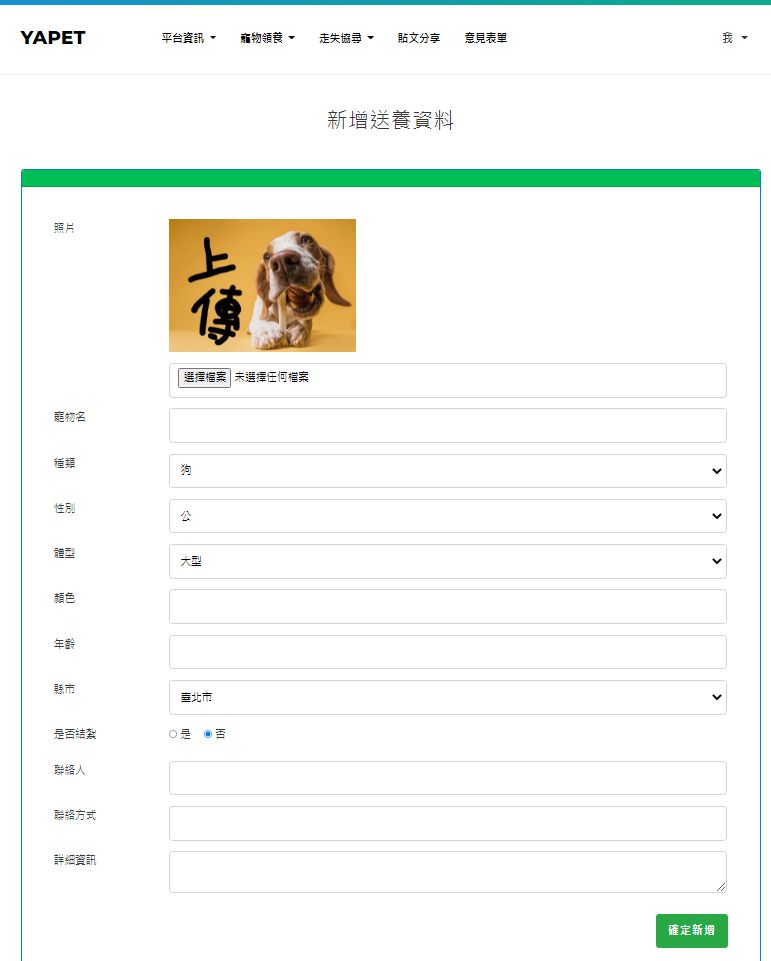 YAPET
平台資訊 寵物領養 走失協尋 貼文分享 意見表單 我
新增送養資料
照片
上傳
選擇檔案 未選擇任何檔案
寵物名
種類 狗
性別 公
體型 大型
顏色
年齡
縣市 臺北市
是否結紮 是 否
聯絡人
聯絡方式
詳細資訊
確定新增